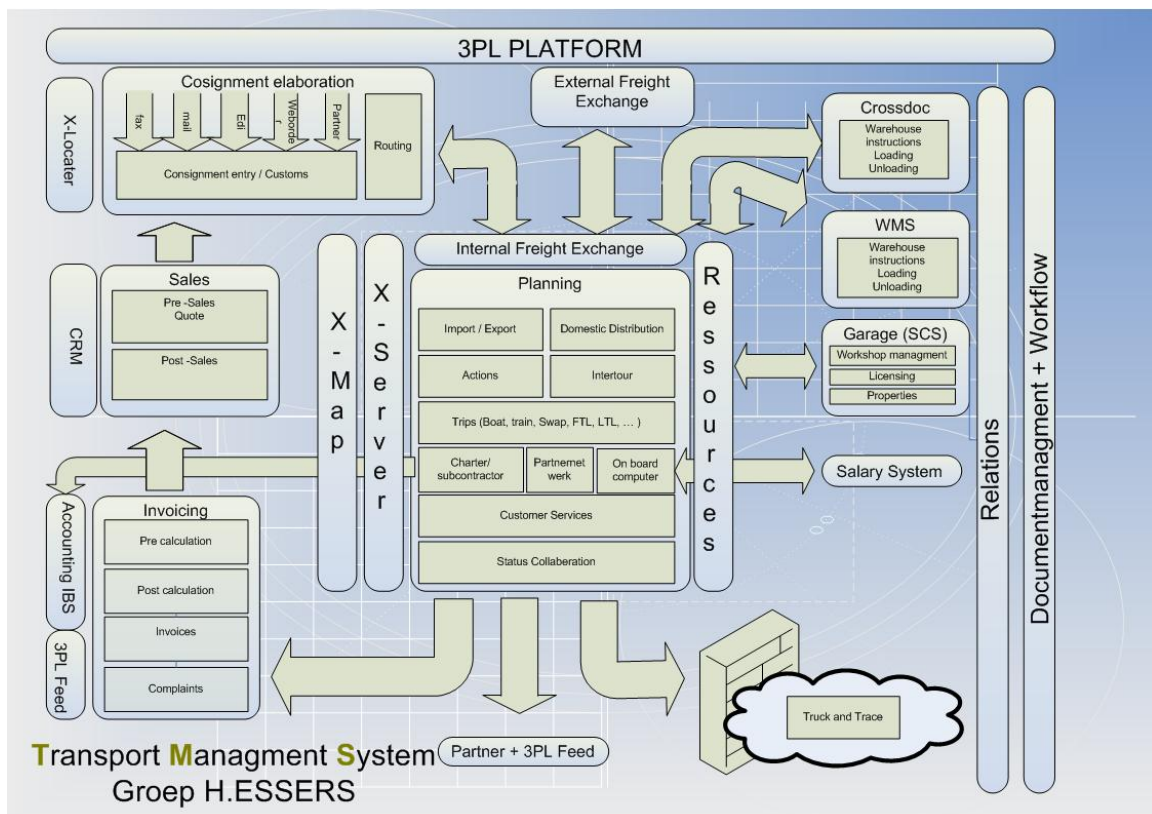 3PL PLATFORM
X-Locater
Cosignment elaboration
fax
mail
Edi
Weborde
r
Partner
Consignment entry / Customs
Routing
External Freight
Exchange
Crossdoc
Warehouse
instructions
Loading
Unloading
WMS
Warehouse
instructions
Loading
Unloading
Garage (SCS)
Workshop managment
Licensing
Properties
Salary System
Relations
Documentmanagment + Workflow
CRM
Sales
Pre -Sales
Quote
Post -Sales
X
-
M
a
p
X
-
S
e
r
v
e
r
Internal Freight Exchange
Planning
Import / Export
Domestic Distribution
Actions
Intertour
Trips (Boat, train, Swap, FTL, LTL, ... )
Charter/
subcontractor
Partnernet
werk
On board
computer
Customer Services
Status Collaberation
R
e
s
s
o
u
r
c
e
s
Accounting IBS
3PL Feed
Invoicing
Pre calculation
Post calculation
Invoices
Complaints
Truck and Trace
Partner + 3PL Feed
Transport Managment System
Groep H.ESSERS